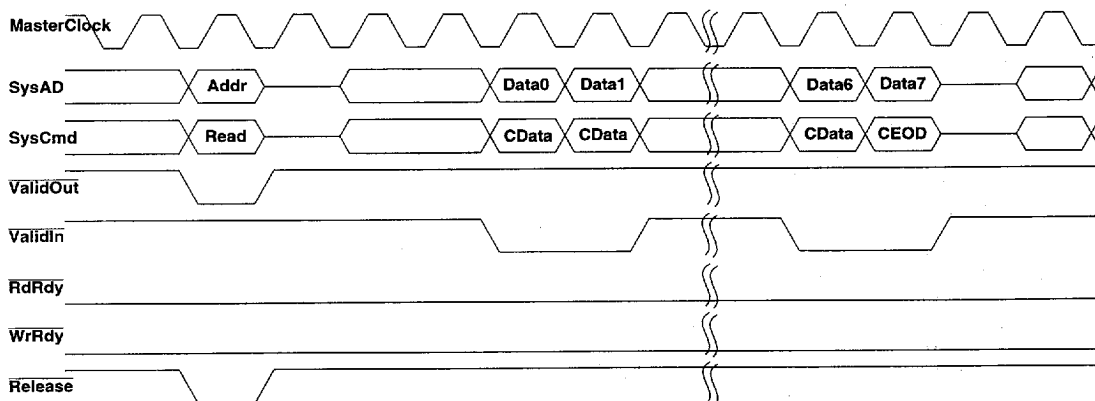 MasterClock
SysAD Addr Data0 Data1 Data6 Data7
SysCmd Read CData CData CData CEOD
ValidOut
ValidIn
RdRdy
WrRdy
Release